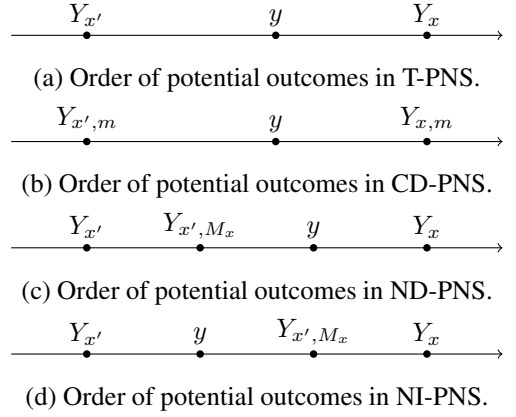 Y_{x'} y Y_x
(a) Order of potential outcomes in T-PNS.
Y_{x',m} y Y_{x,m}
(b) Order of potential outcomes in CD-PNS.
Y_{x'} Y_{x',M_x} y Y_x
(c) Order of potential outcomes in ND-PNS.
Y_{x'} y Y_{x',M_x} Y_x
(d) Order of potential outcomes in NI-PNS.